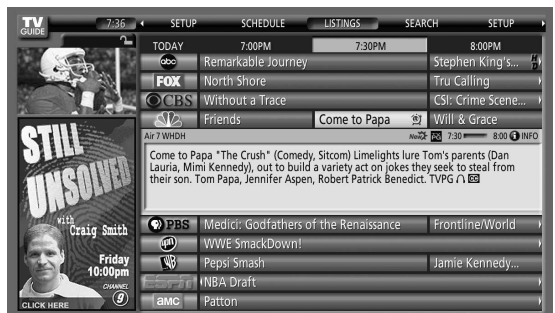 TV
GUIDE
7:36
SETUP
SCHEDULE
LISTINGS
SEARCH
SETUP
TODAY
7:00PM
7:30PM
8:00PM
abc
Remarkable Journey
Stephen King's...
HD
FOX
North Shore
Tru Calling
CBS
Without a Trace
CSI: Crime Scene...
Friends
Come to Papa
Will & Grace
Air 7 WHDH
New
7:30
8:00
INFO
Come to Papa "The Crush" (Comedy, Sitcom) Limelights lure Tom's parents (Dan
Lauria, Mimi Kennedy), out to build a variety act on jokes they seek to steal from
their son. Tom Papa, Jennifer Aspen, Robert Patrick Benedict. TVPG
PBS
Medici: Godfathers of the Renaissance
Frontline/World
upn
WWE SmackDown!
WB
Pepsi Smash
Jamie Kennedy...
ESPN
NBA Draft
amc
Patton
STILL
UNSOLVED
with
Craig Smith
Friday
10:00pm
CHANNEL
9
CLICK HERE